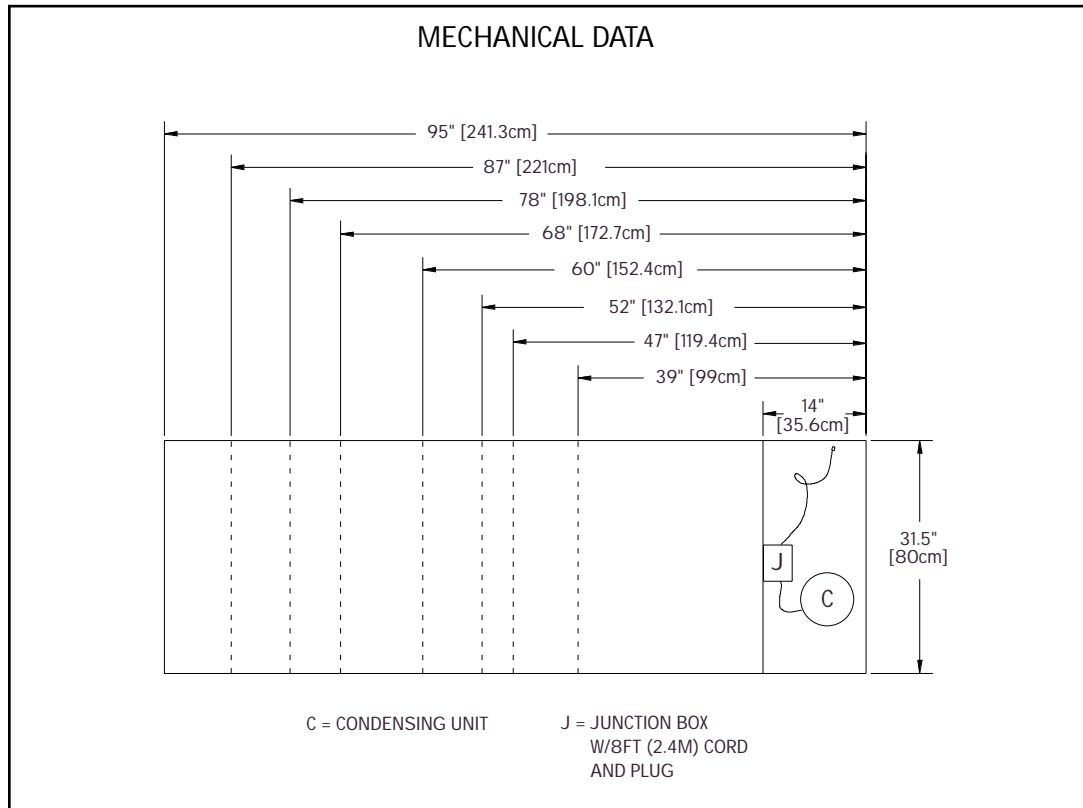 MECHANICAL DATA
95" [241.3cm]
87" [221cm]
78" [198.1cm]
68" [172.7cm]
60" [152.4cm]
52" [132.1cm]
47" [119.4cm]
39" [99cm]
14"
[35.6cm]
31.5"
[80cm]
J
C
C = CONDENSING UNIT
J = JUNCTION BOX
W/8FT (2.4M) CORD
AND PLUG